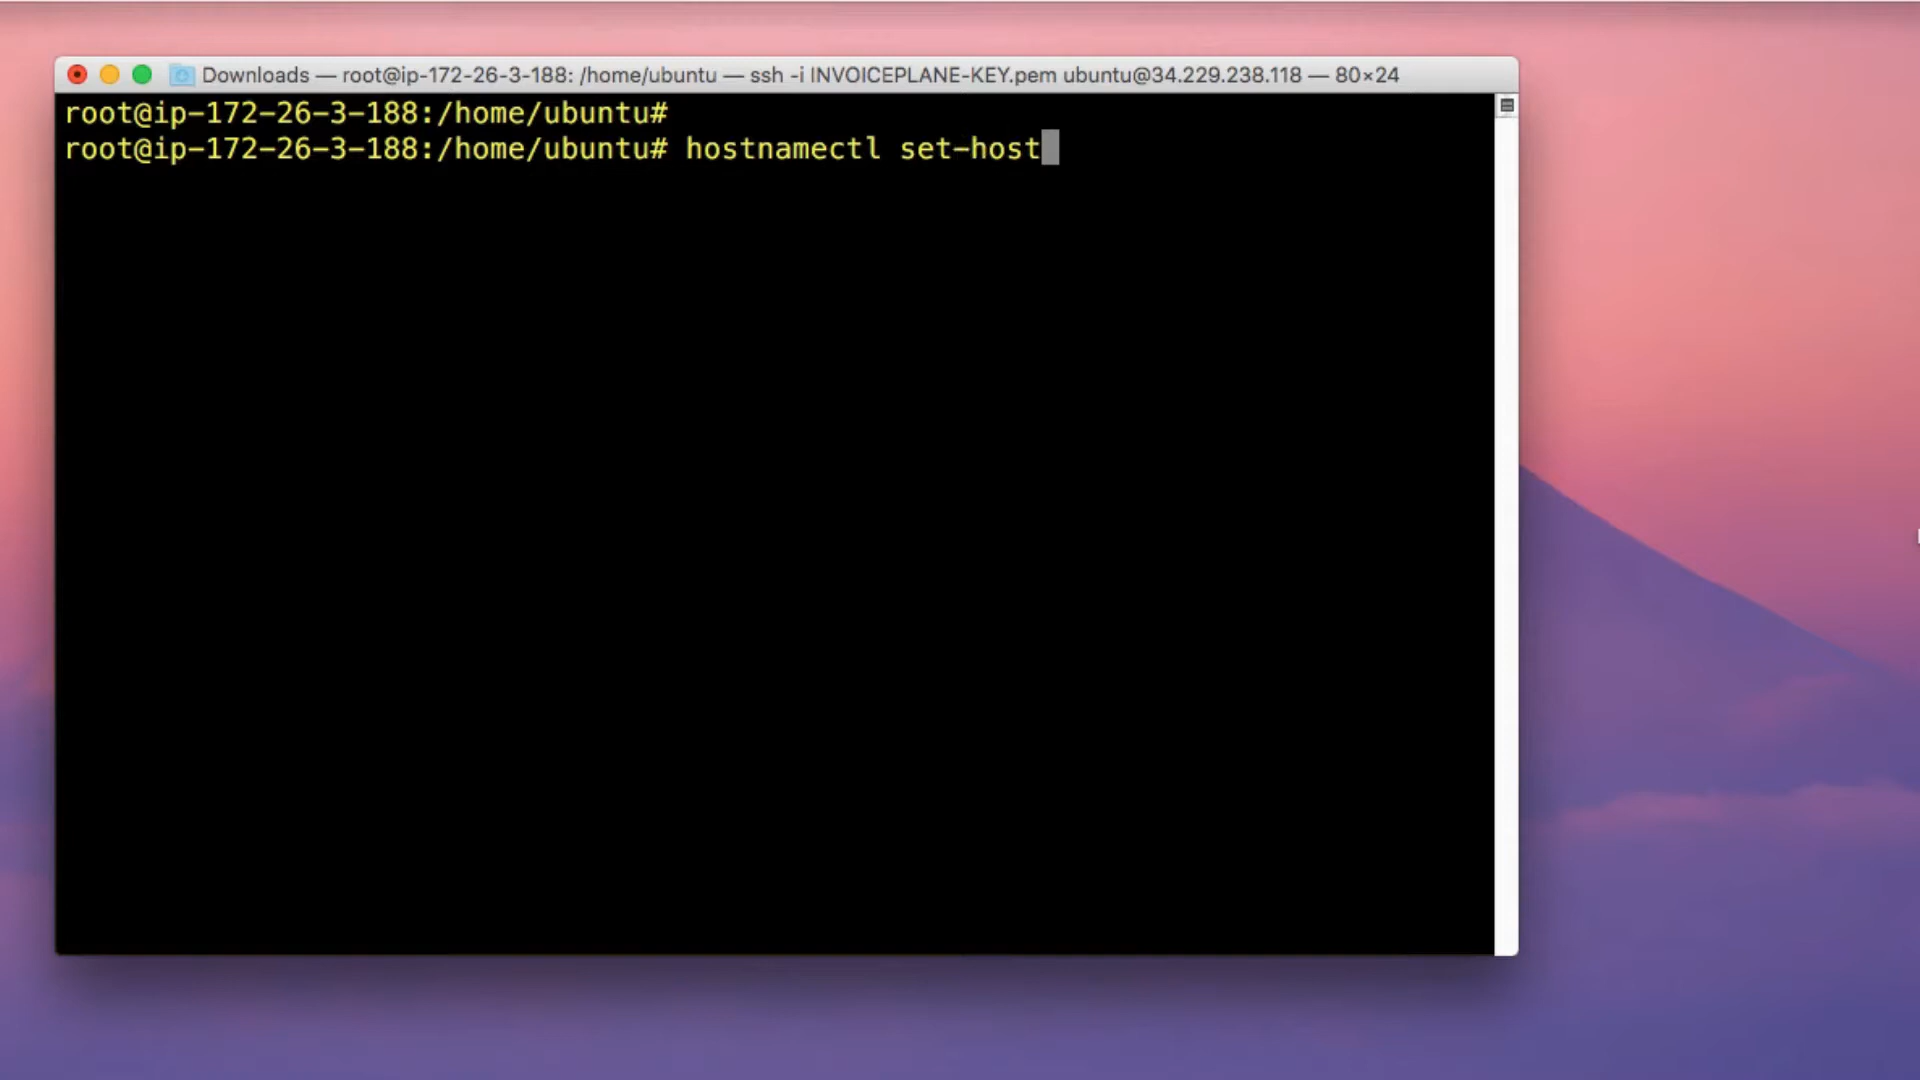 Downloads — root@ip-172-26-3-188: /home/ubuntu — ssh -i INVOICEPLANE-KEY.pem ubuntu@34.229.238.118 — 80×24
root@ip-172-26-3-188:/home/ubuntu#
root@ip-172-26-3-188:/home/ubuntu# hostnamectl set-host